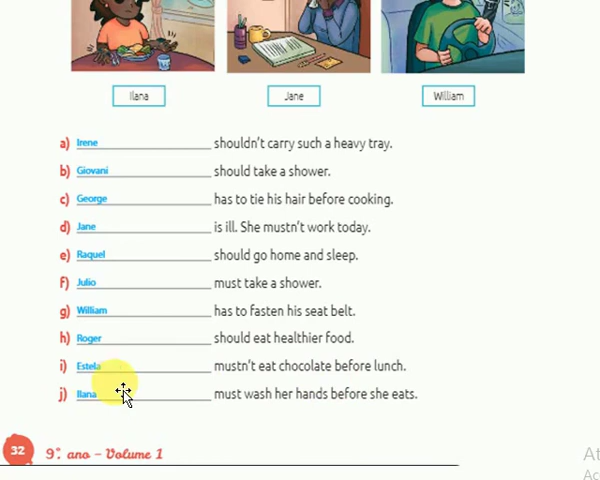 Ilana
Jane
William
a) Irene shouldn't carry such a heavy tray.
b) Giovani should take a shower.
c) George has to tie his hair before cooking.
d) Jane is ill. She mustn't work today.
e) Raquel should go home and sleep.
f) Julio must take a shower.
g) William has to fasten his seat belt.
h) Roger should eat healthier food.
i) Estela mustn't eat chocolate before lunch.
j) Ilana must wash her hands before she eats.
32 9º. ano – Volume 1